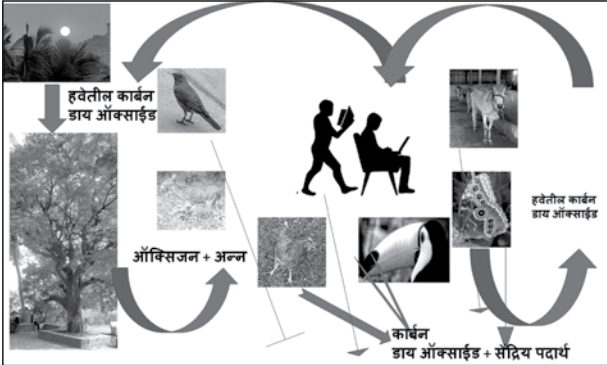 हवेतील कार्बन
डाय ऑक्साईड
ऑक्सिजन + अन्न
हवेतील कार्बन
डाय ऑक्साईड
कार्बन
डाय ऑक्साईड + सेंद्रिय पदार्थ